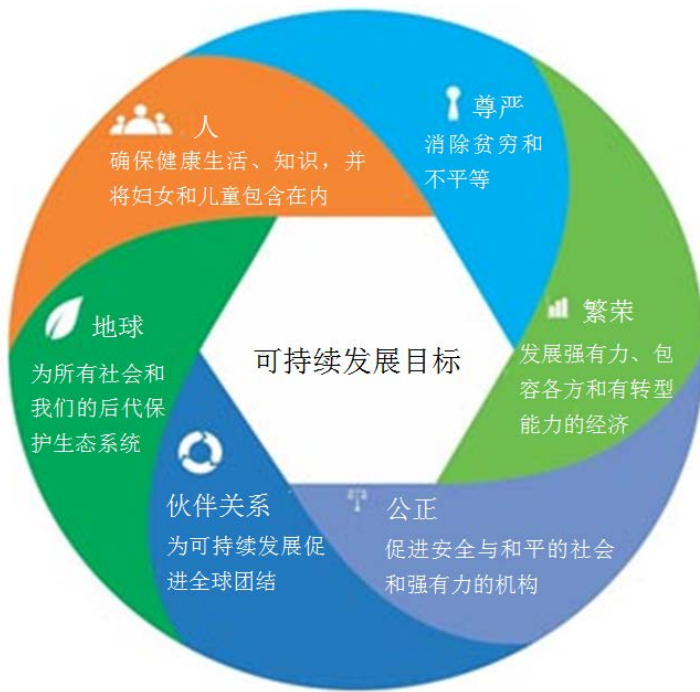 尊严
消除贫穷和
不平等
人
确保健康生活、知识，并
将妇女和儿童包含在内
繁荣
发展强有力、包
容各方和有转型
能力的经济
地球
为所有社会和
我们的后代保
护生态系统
可持续发展目标
伙伴关系
为可持续发展促
进全球团结
公正
促进安全与和平的社会
和强有力的机构